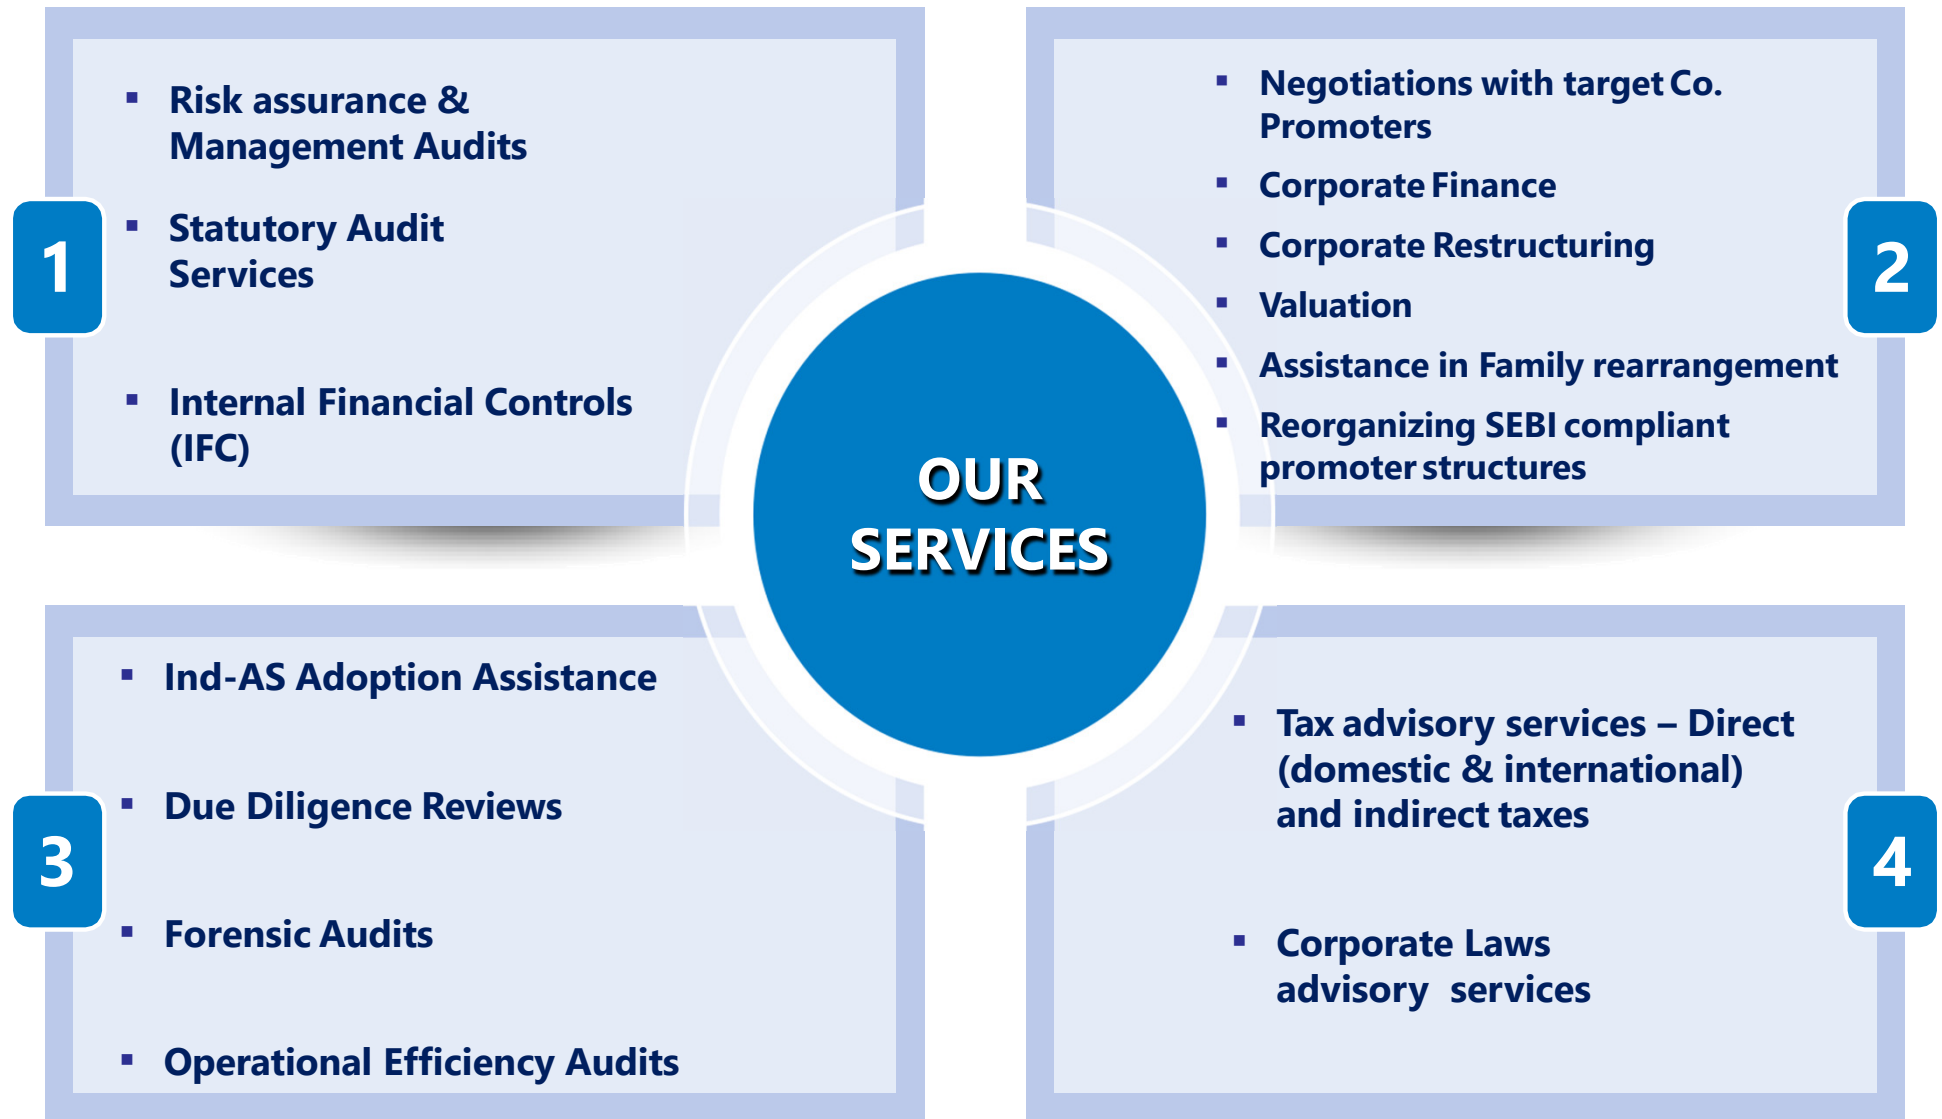 1
▪ Risk assurance &
Management Audits
▪ Statutory Audit
Services
▪ Internal Financial Controls
(IFC)
2
▪ Negotiations with target Co.
Promoters
▪ Corporate Finance
▪ Corporate Restructuring
▪ Valuation
▪ Assistance in Family rearrangement
▪ Reorganizing SEBI compliant
promoter structures
OUR
SERVICES
3
▪ Ind-AS Adoption Assistance
▪ Due Diligence Reviews
▪ Forensic Audits
▪ Operational Efficiency Audits
4
▪ Tax advisory services – Direct
(domestic & international)
and indirect taxes
▪ Corporate Laws
advisory services